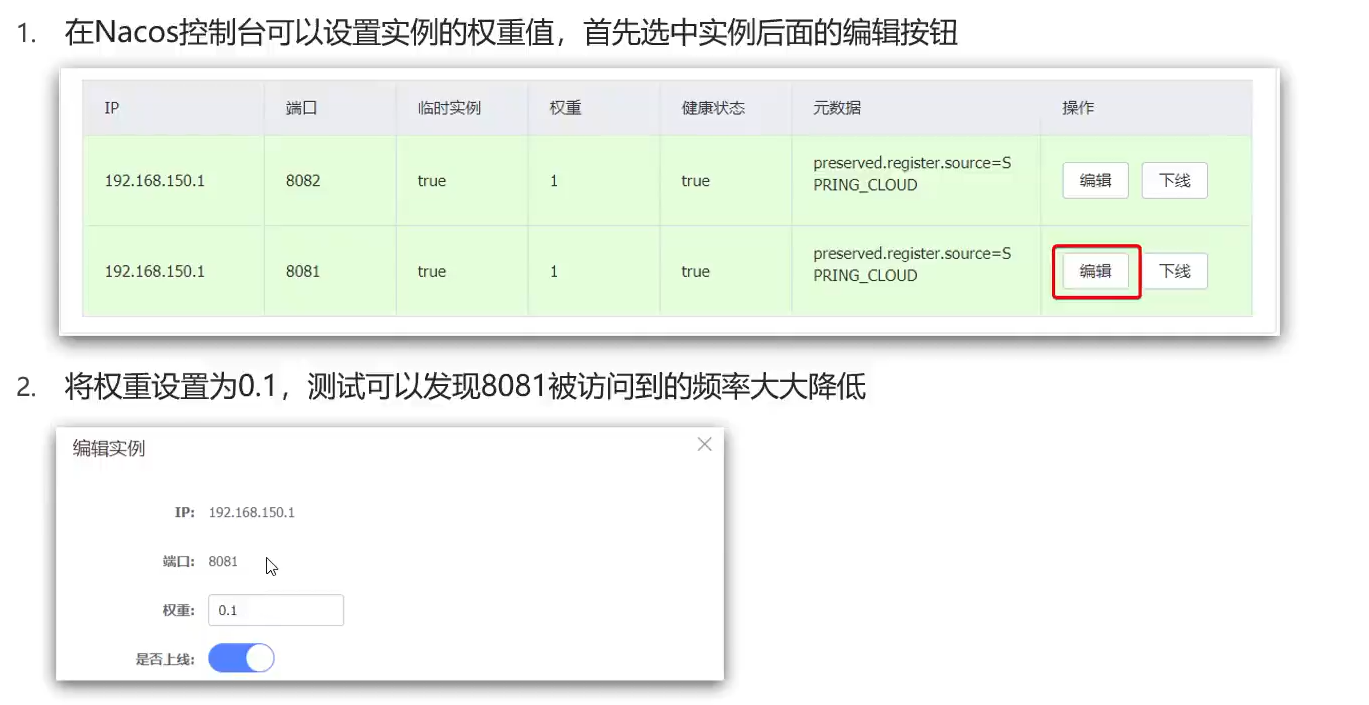 1. 在Nacos控制台可以设置实例的权重值，首先选中实例后面的编辑按钮
IP 端口 临时实例 权重 健康状态 元数据 操作
192.168.150.1 8082 true 1 true preserved.register.source=S
PRING_CLOUD 编辑 下线
192.168.150.1 8081 true 1 true preserved.register.source=S
PRING_CLOUD 编辑 下线
2. 将权重设置为0.1，测试可以发现8081被访问到的频率大大降低
编辑实例
IP: 192.168.150.1
端口: 8081
权重: 0.1
是否上线: